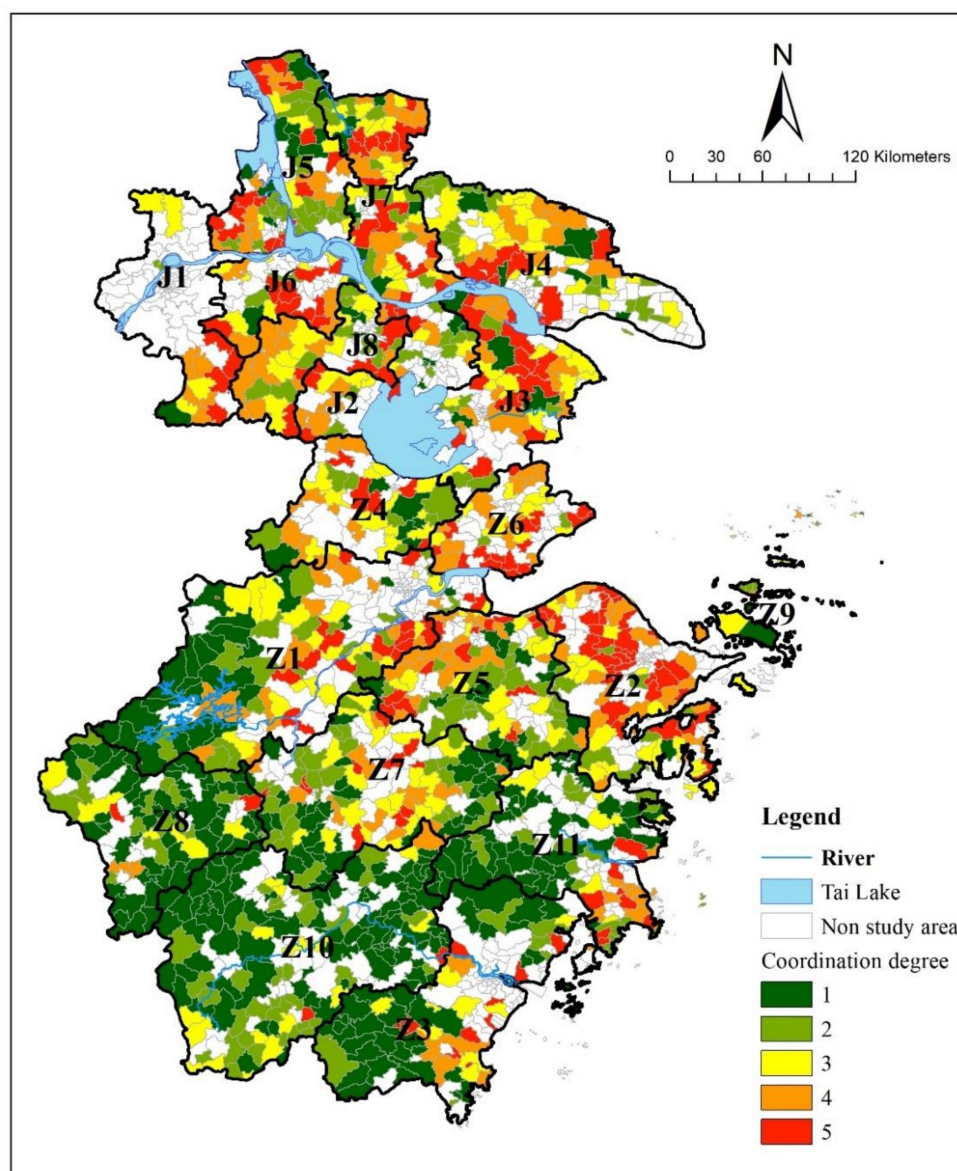 N
0 30 60 120 Kilometers
J5
J7
J4
J1
J6
J8
J2
J3
Z4
Z6
Z9
Z1
Z5
Z2
Z7
Z8
Z11
Z10
Z3
Legend
River
Tai Lake
Non study area
Coordination degree
1
2
3
4
5